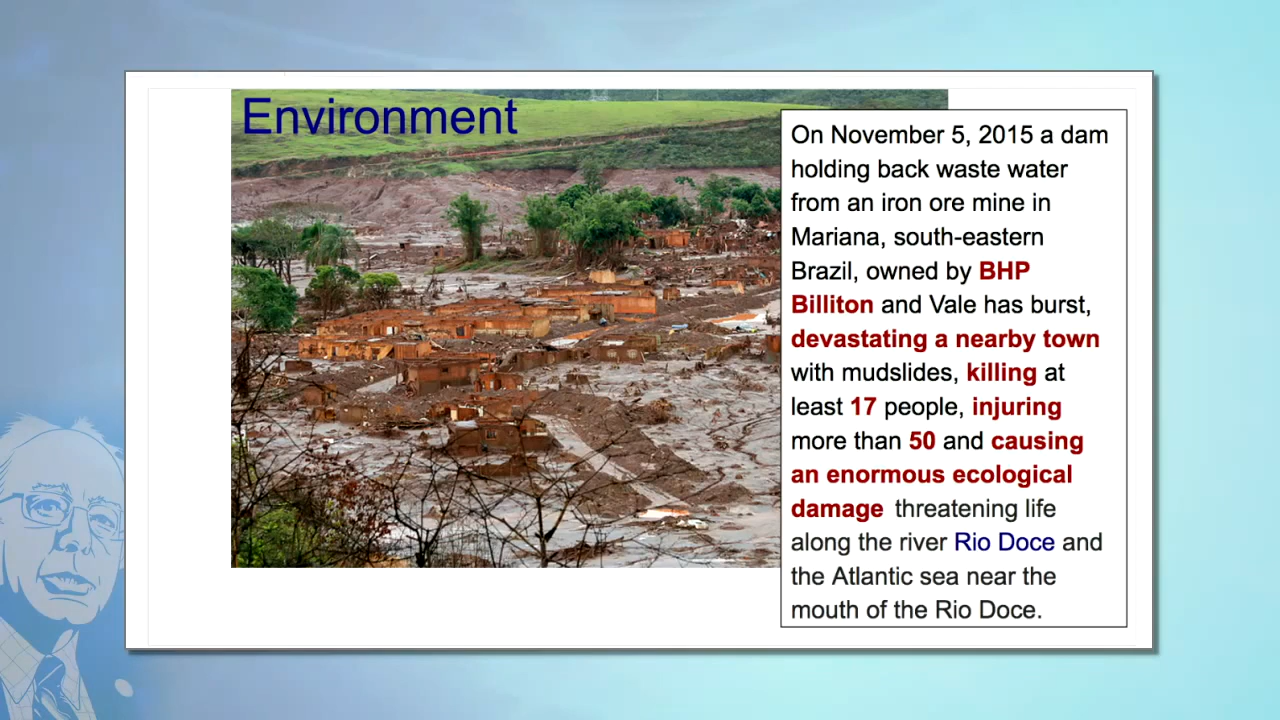 Environment
On November 5, 2015 a dam
holding back waste water
from an iron ore mine in
Mariana, south-eastern
Brazil, owned by BHP
Billiton and Vale has burst,
devastating a nearby town
with mudslides, killing at
least 17 people, injuring
more than 50 and causing
an enormous ecological
damage threatening life
along the river Rio Doce and
the Atlantic sea near the
mouth of the Rio Doce.